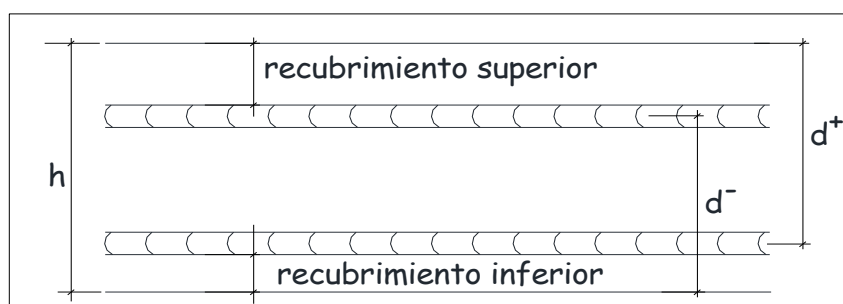 recubrimiento superior
h
d⁺
d⁻
recubrimiento inferior